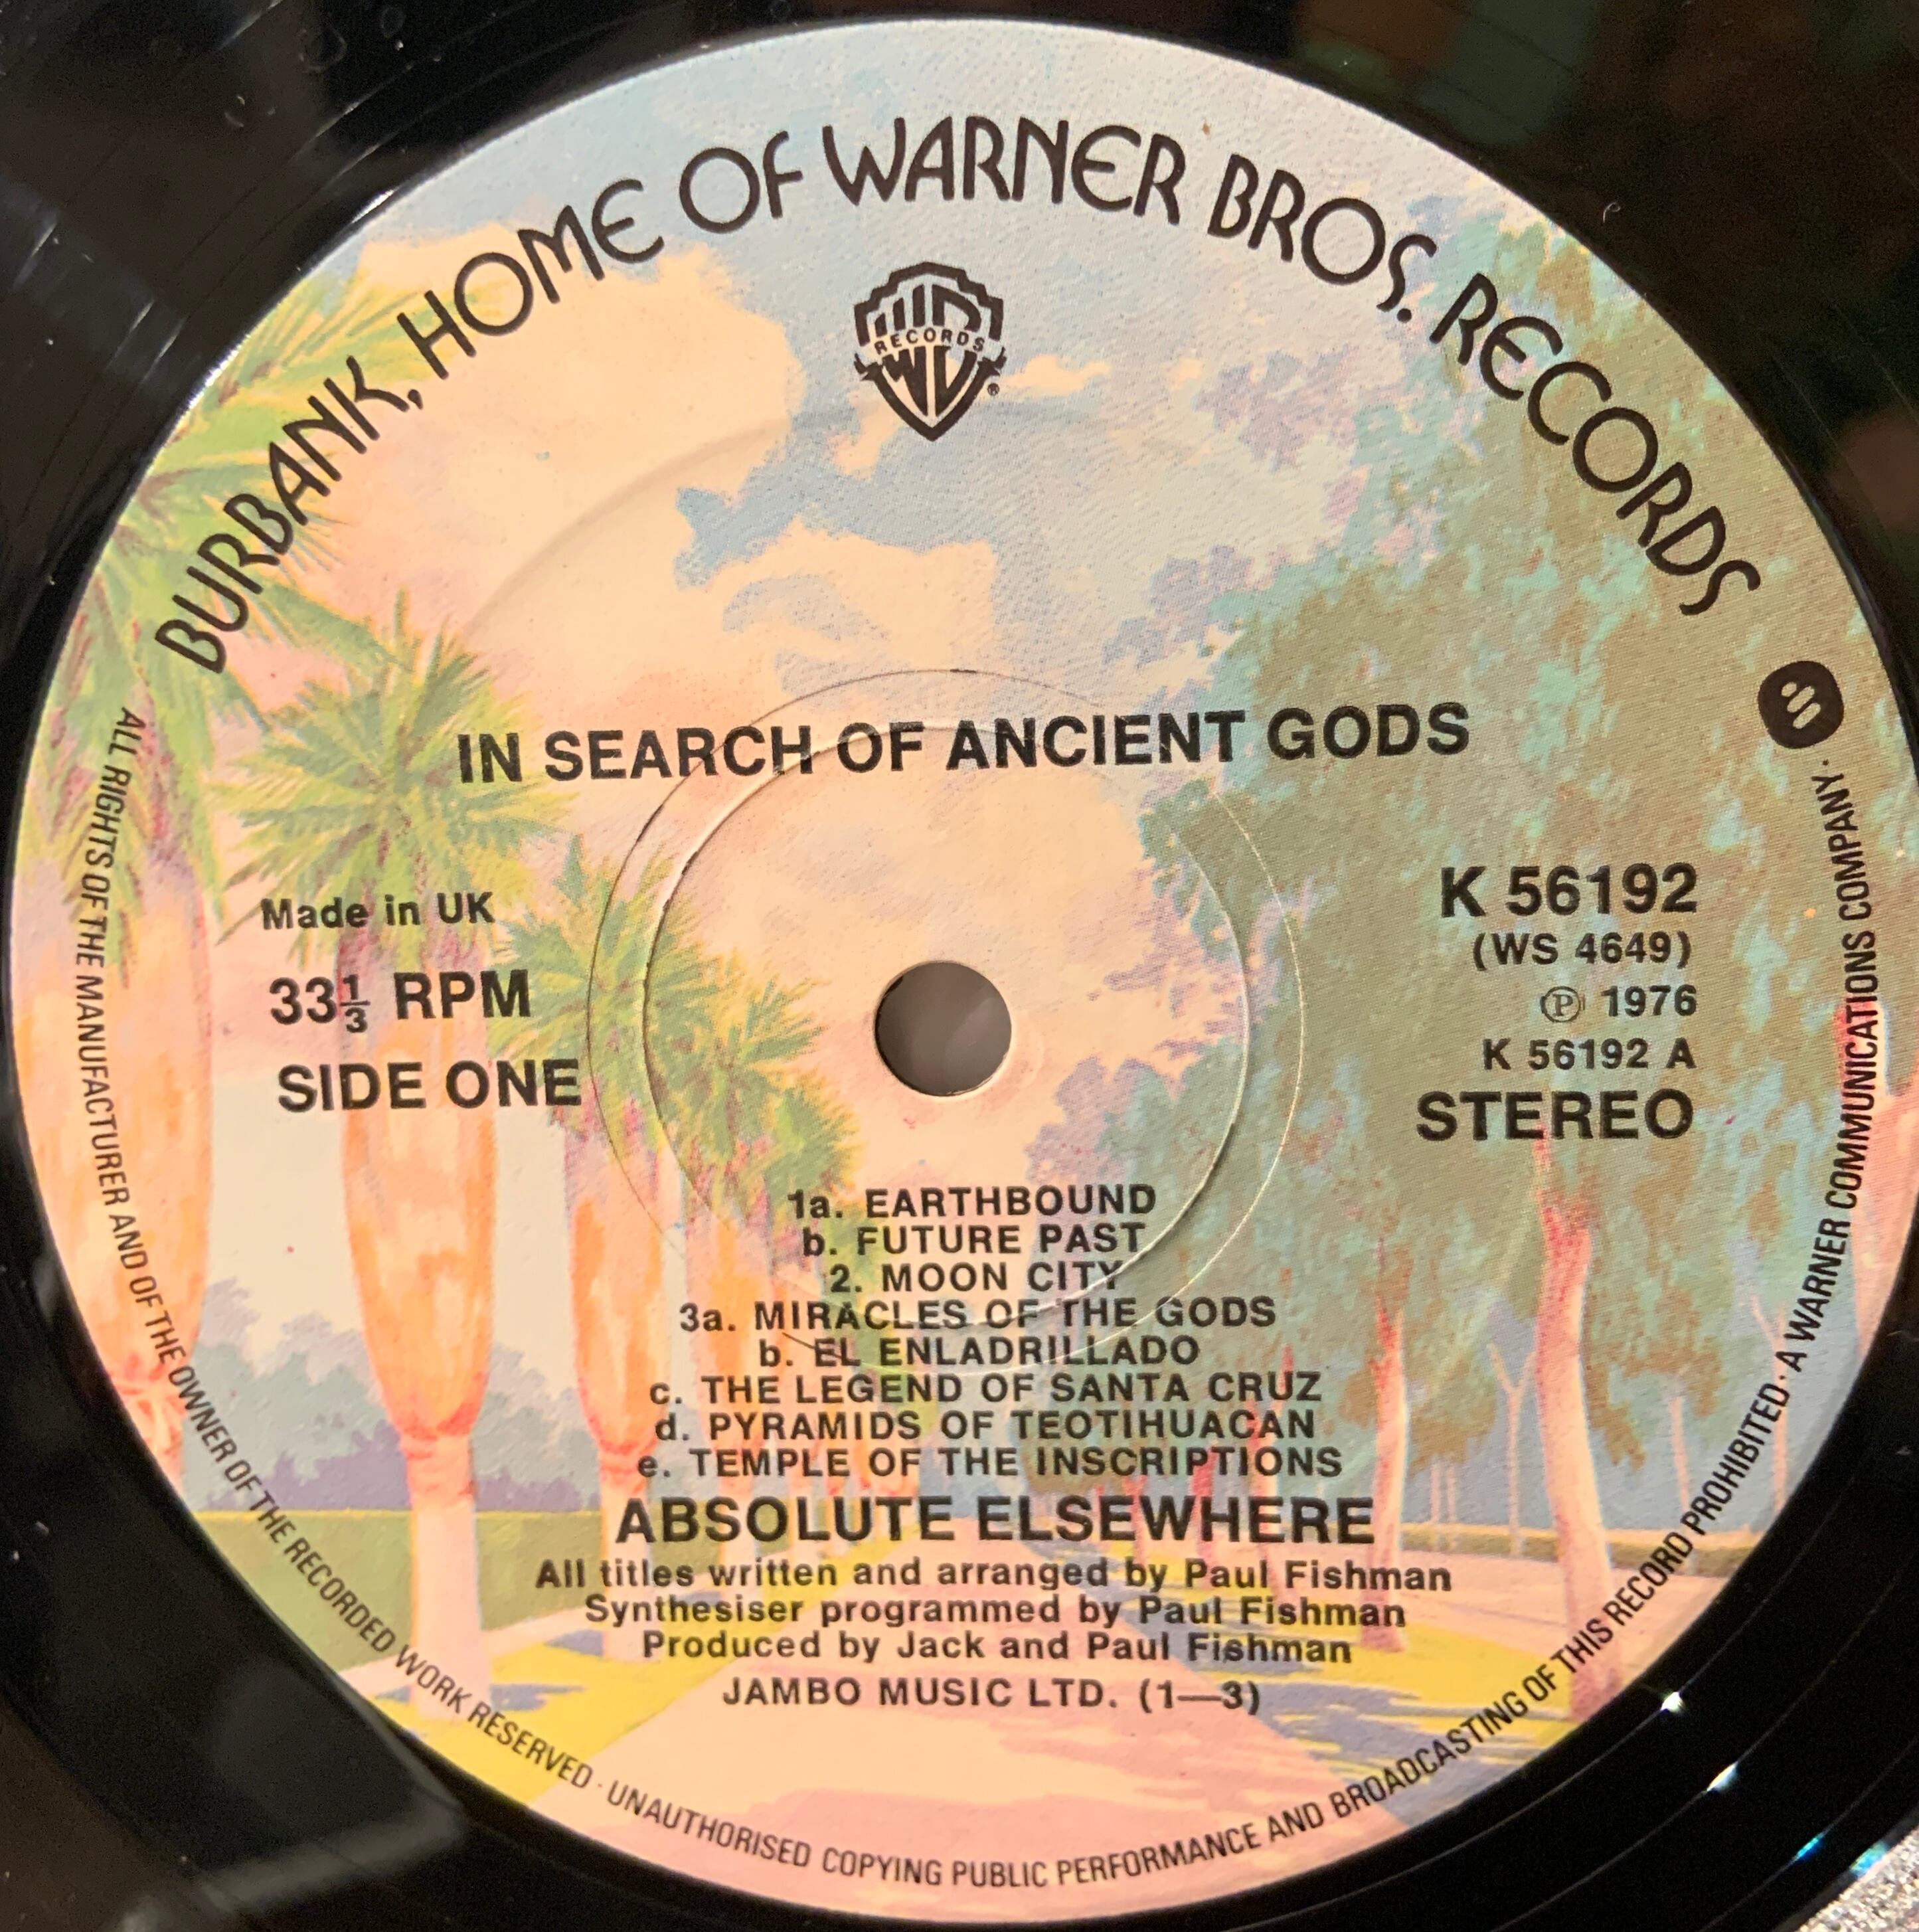 BURBANK, HOME OF WARNER BROS. RECORDS
RECORDS
IN SEARCH OF ANCIENT GODS
Made in UK
33⅓ RPM
SIDE ONE
K 56192
(WS 4649)
℗ 1976
K 56192 A
STEREO
1a. EARTHBOUND
b. FUTURE PAST
2. MOON CITY
3a. MIRACLES OF THE GODS
b. EL ENLADRILLADO
c. THE LEGEND OF SANTA CRUZ
d. PYRAMIDS OF TEOTIHUACAN
e. TEMPLE OF THE INSCRIPTIONS
ABSOLUTE ELSEWHERE
All titles written and arranged by Paul Fishman
Synthesiser programmed by Paul Fishman
Produced by Jack and Paul Fishman
JAMBO MUSIC LTD. (1—3)
ALL RIGHTS OF THE MANUFACTURER AND OF THE OWNER OF THE RECORDED WORK RESERVED · UNAUTHORISED COPYING PUBLIC PERFORMANCE AND BROADCASTING OF THIS RECORD PROHIBITED · A WARNER COMMUNICATIONS COMPANY ·